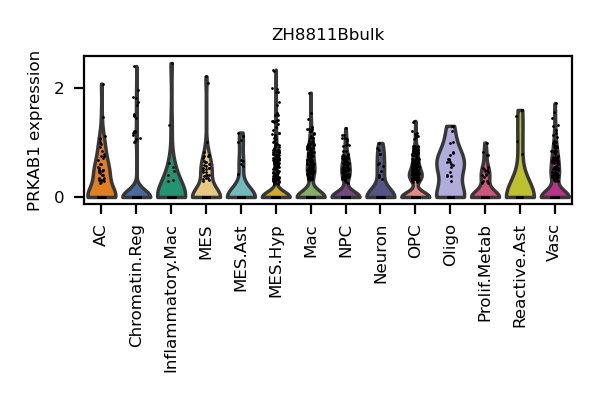 ZH8811Bbulk
PRKAB1 expression
2
0
AC
Chromatin.Reg
Inflammatory.Mac
MES
MES.Ast
MES.Hyp
Mac
NPC
Neuron
OPC
Oligo
Prolif.Metab
Reactive.Ast
Vasc